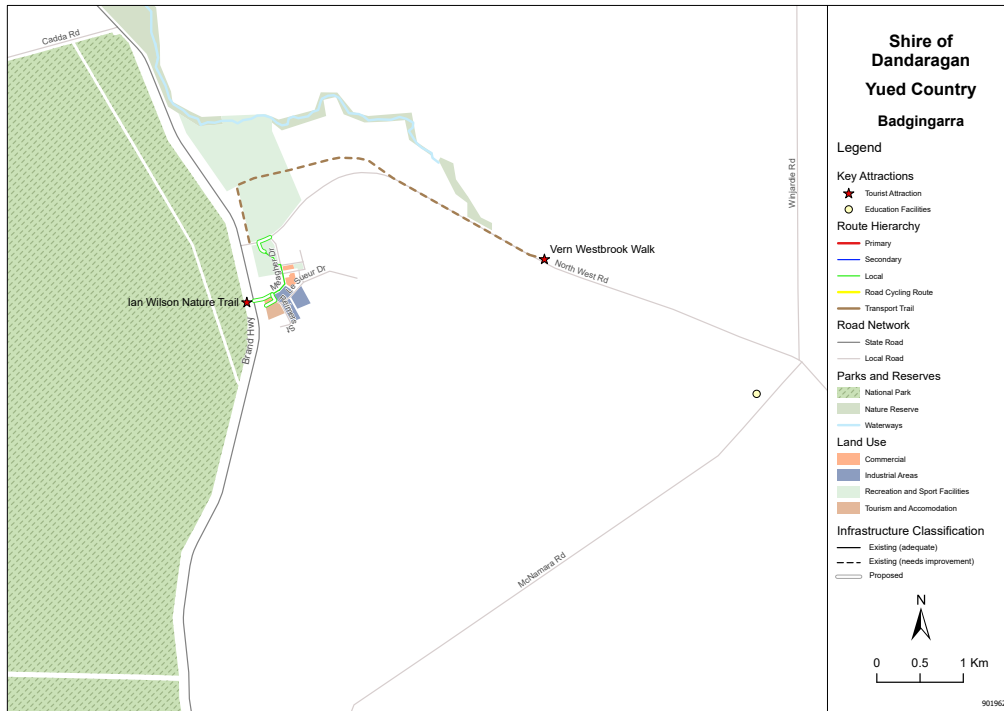 Cadda Rd
Winjardie Rd
Meagher Dr
Le Sueur Dr
Vern Westbrook Walk
North West Rd
Ian Wilson Nature Trail
Brand Hwy
McNamara Rd
Shire of
Dandaragan
Yued Country
Badgingarra
Legend
Key Attractions
Tourist Attraction
Education Facilities
Route Hierarchy
Primary
Secondary
Local
Road Cycling Route
Transport Trail
Road Network
State Road
Local Road
Parks and Reserves
National Park
Nature Reserve
Waterways
Land Use
Commercial
Industrial Areas
Recreation and Sport Facilities
Tourism and Accomodation
Infrastructure Classification
Existing (adequate)
Existing (needs improvement)
Proposed
N
0 0.5 1 Km